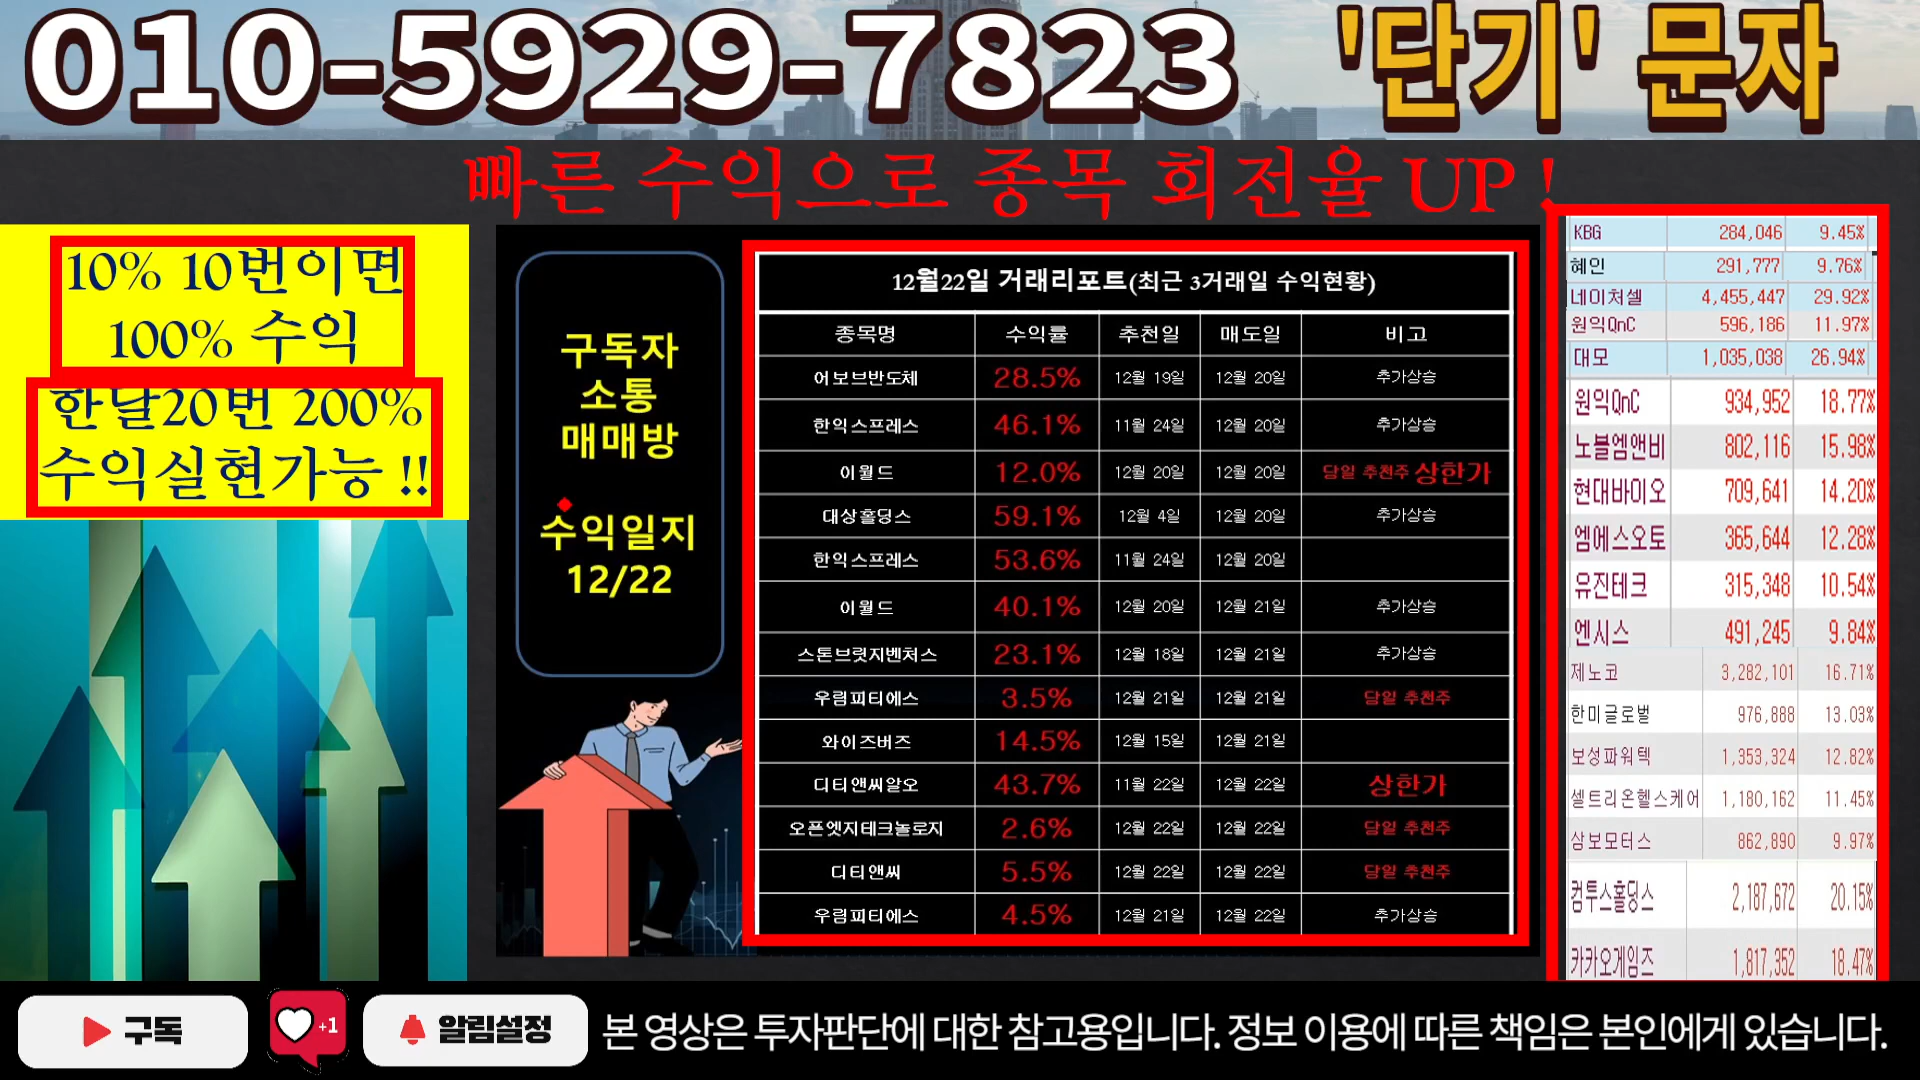 010-5929-7823 '단기' 문자
빠른 수익으로 종목 회전율 UP !
10% 10번이면
100% 수익
한달20번 200%
수익실현가능 !!
구독자
소통
매매방
수익일지
12/22
12월22일 거래리포트(최근 3거래일 수익현황)
종목명 수익률 추천일 매도일 비고
어보브반도체 28.5% 12월 19일 12월 20일 추가상승
한익스프레스 46.1% 11월 24일 12월 20일 추가상승
이월드 12.0% 12월 20일 12월 20일 당일 추천주 상한가
대상홀딩스 59.1% 12월 4일 12월 20일 추가상승
한익스프레스 53.6% 11월 24일 12월 20일
이월드 40.1% 12월 20일 12월 21일 추가상승
스톤브릿지벤처스 23.1% 12월 18일 12월 21일 추가상승
우림피티에스 3.5% 12월 21일 12월 21일 당일 추천주
와이즈버즈 14.5% 12월 15일 12월 21일
디티앤씨알오 43.7% 11월 22일 12월 22일 상한가
오픈엣지테크놀로지 2.6% 12월 22일 12월 22일 당일 추천주
디티앤씨 5.5% 12월 22일 12월 22일 당일 추천주
우림피티에스 4.5% 12월 21일 12월 22일 추가상승
KBG 284,046 9.45%
혜인 291,777 9.76%
네이처셀 4,455,447 29.92%
원익QnC 596,186 11.97%
대모 1,035,038 26.94%
원익QnC 934,952 18.77%
노블엠앤비 802,116 15.98%
현대바이오 709,641 14.20%
엠에스오토 365,644 12.28%
유진테크 315,348 10.54%
엔시스 491,245 9.84%
제노코 3,282,101 16.71%
한미글로벌 976,888 13.03%
보성파워텍 1,353,324 12.82%
셀트리온헬스케어 1,180,162 11.45%
삼보모터스 862,890 9.97%
컴투스홀딩스 2,187,672 20.15%
카카오게임즈 1,817,352 18.47%
구독
+1
알림설정
본 영상은 투자판단에 대한 참고용입니다. 정보 이용에 따른 책임은 본인에게 있습니다.